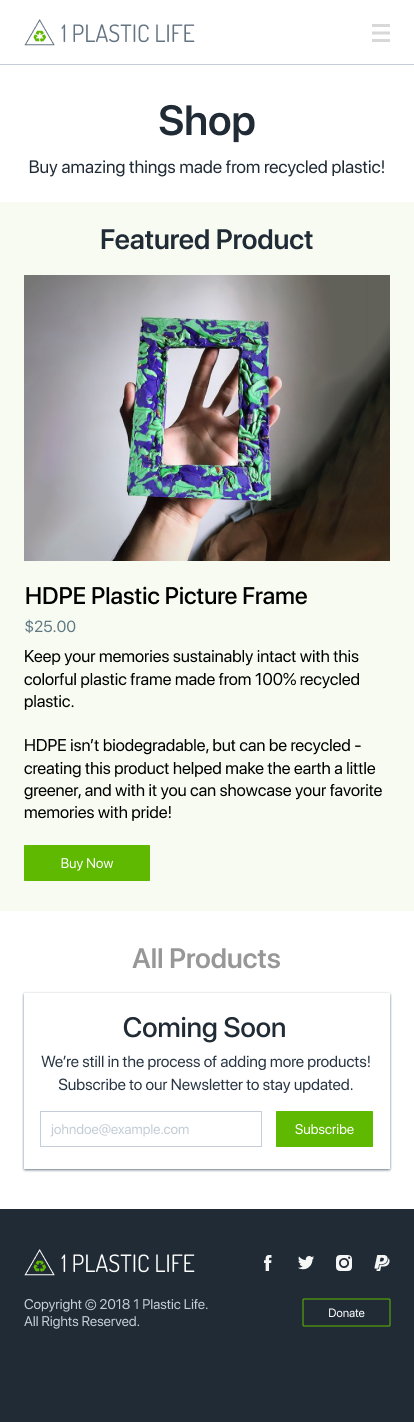 1 PLASTIC LIFE
Shop
Buy amazing things made from recycled plastic!
Featured Product
HDPE Plastic Picture Frame
$25.00
Keep your memories sustainably intact with this
colorful plastic frame made from 100% recycled
plastic.
HDPE isn’t biodegradable, but can be recycled -
creating this product helped make the earth a little
greener, and with it you can showcase your favorite
memories with pride!
Buy Now
All Products
Coming Soon
We’re still in the process of adding more products!
Subscribe to our Newsletter to stay updated.
johndoe@example.com
Subscribe
1 PLASTIC LIFE
Copyright © 2018 1 Plastic Life.
All Rights Reserved.
Donate